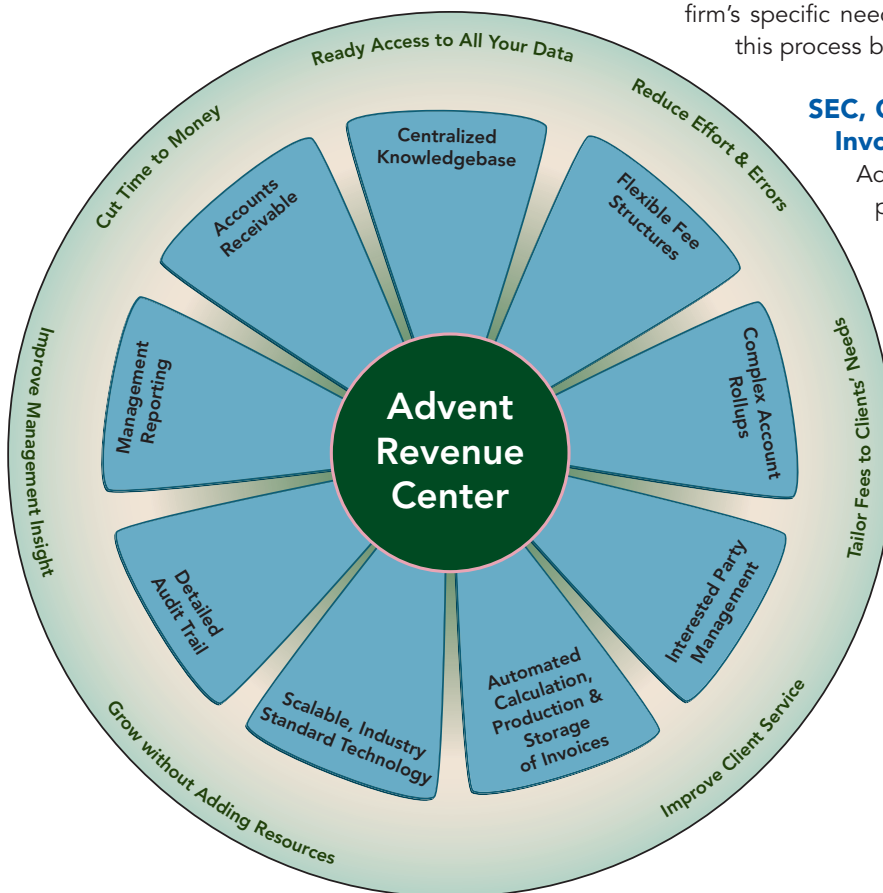 firm's specific need
this process b
SEC,
Invo
Ac
p
Ready Access to All Your Data
Reduce Effort & Errors
Tailor Fees to Clients' Needs
Improve Client Service
Grow without Adding Resources
Improve Management Insight
Cut Time to Money
Centralized
Knowledgebase
Flexible Fee
Structures
Complex Account
Rollups
Interested Party
Management
Automated
Calculation,
Production &
Storage
of Invoices
Scalable, Industry
Standard Technology
Detailed
Audit Trail
Management
Reporting
Accounts
Receivable
Advent
Revenue
Center